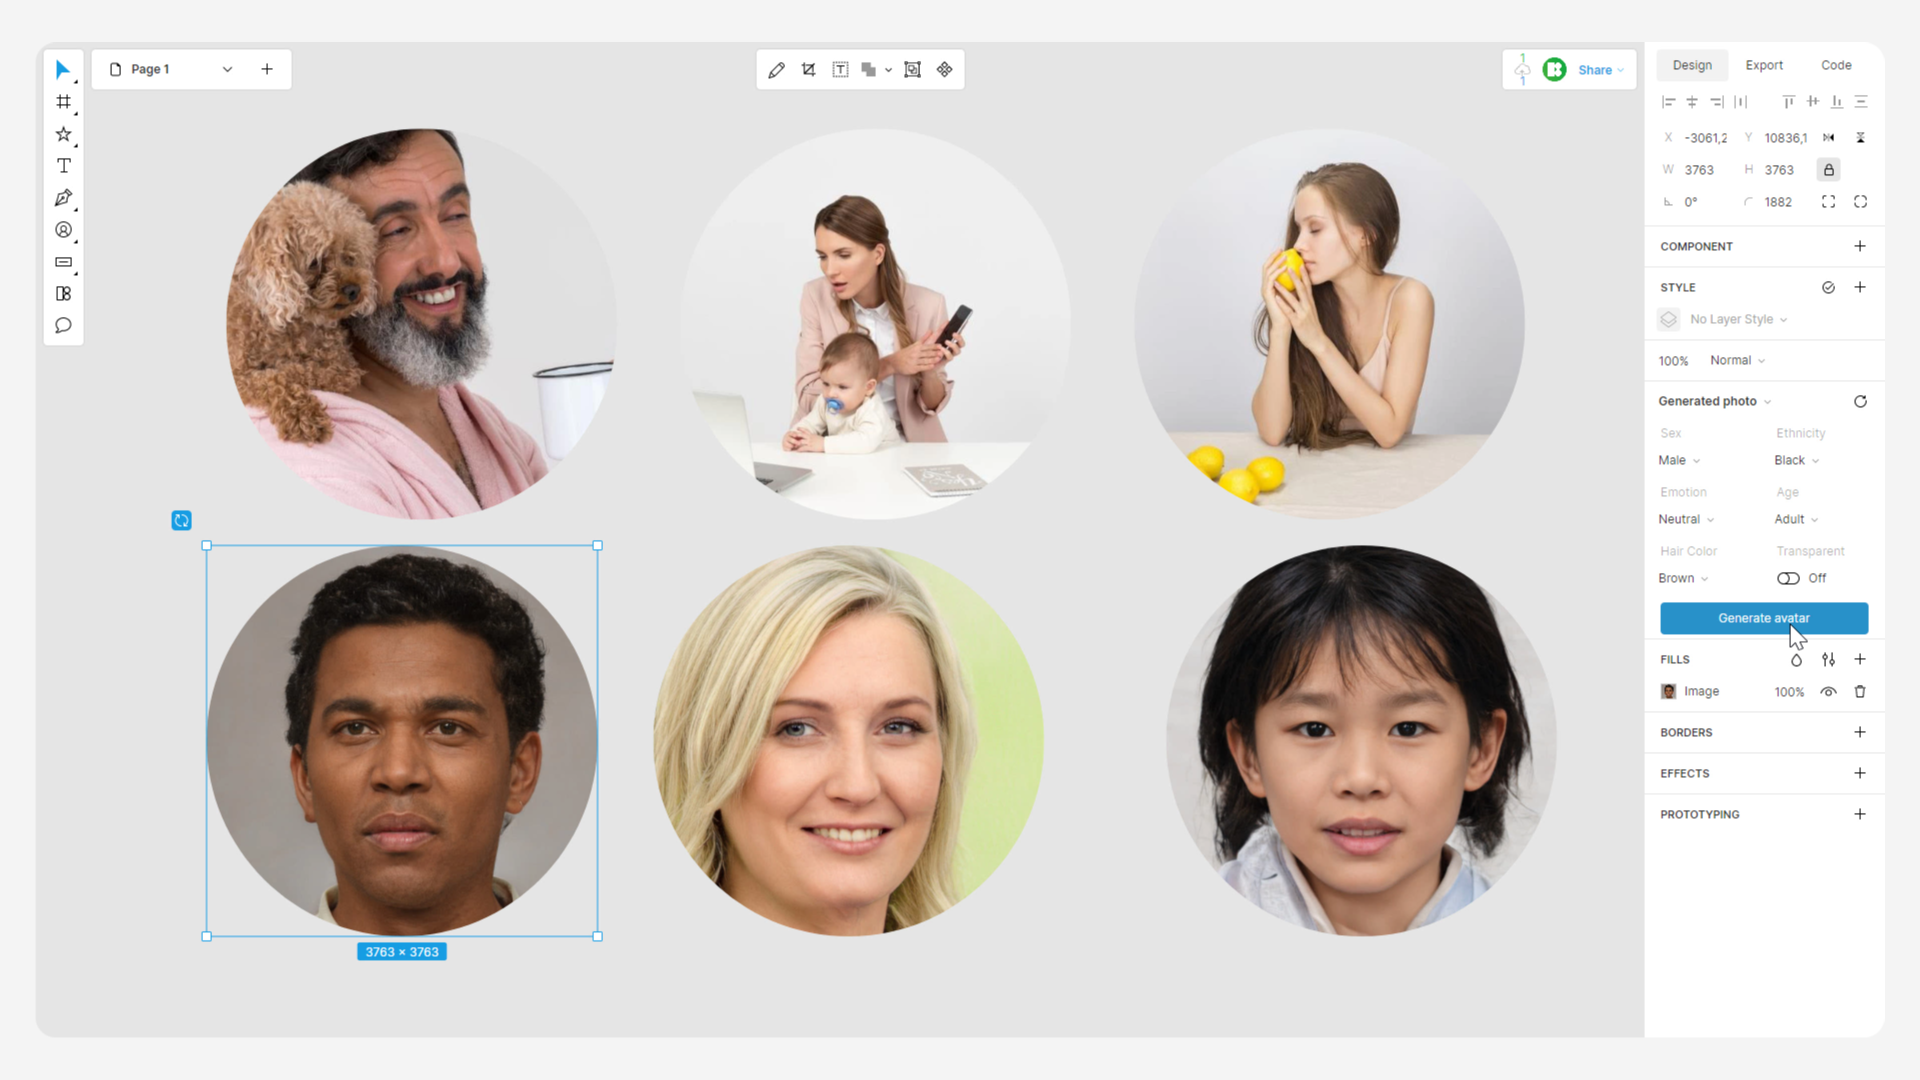 Page 1
1
1
Share
Design Export Code
X -3061,2 Y 10836,1
W 3763 H 3763
0° 1882
COMPONENT
STYLE
No Layer Style
100% Normal
Generated photo
Sex Ethnicity
Male Black
Emotion Age
Neutral Adult
Hair Color Transparent
Brown Off
Generate avatar
FILLS
Image 100%
BORDERS
EFFECTS
PROTOTYPING
3763 × 3763